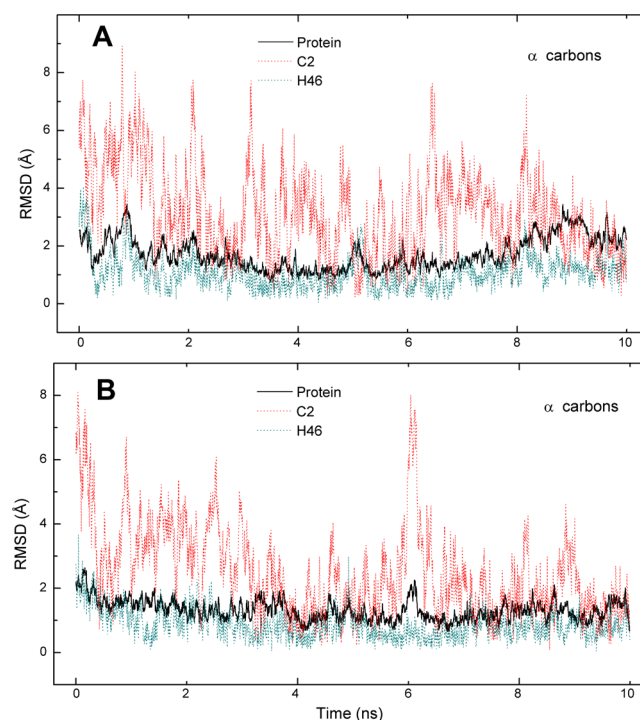 A
Protein
C2
H46
α carbons
8
6
4
2
0
RMSD (Å)
0 2 4 6 8 10
B
Protein
C2
H46
α carbons
8
6
4
2
0
RMSD (Å)
0 2 4 6 8 10
Time (ns)